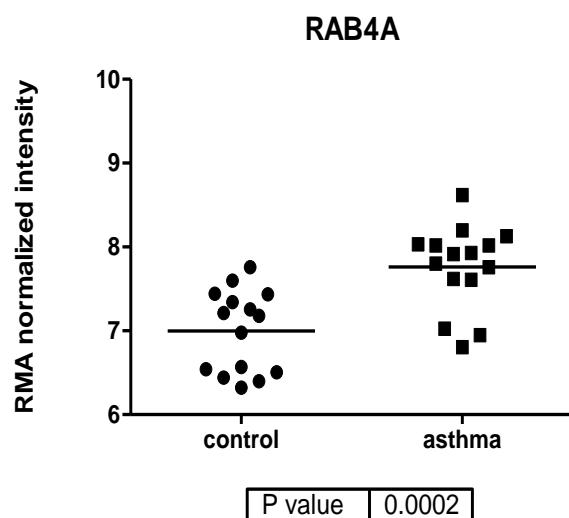 RAB4A
RMA normalized intensity
10
9
8
7
6
control asthma
P value 0.0002